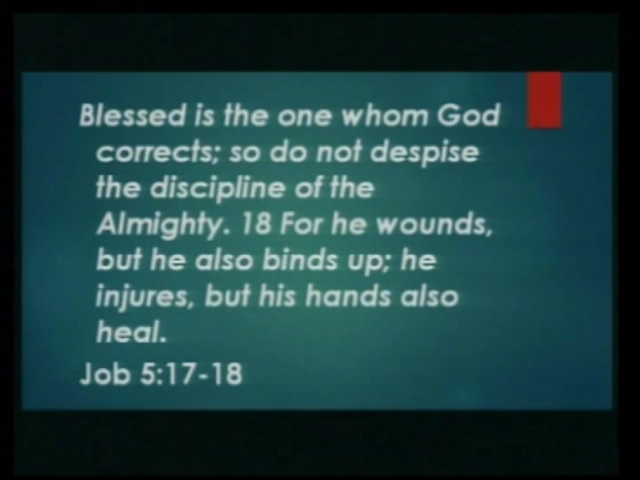 Blessed is the one whom God
corrects; so do not despise
the discipline of the
Almighty. 18 For he wounds,
but he also binds up; he
injures, but his hands also
heal.
Job 5:17-18